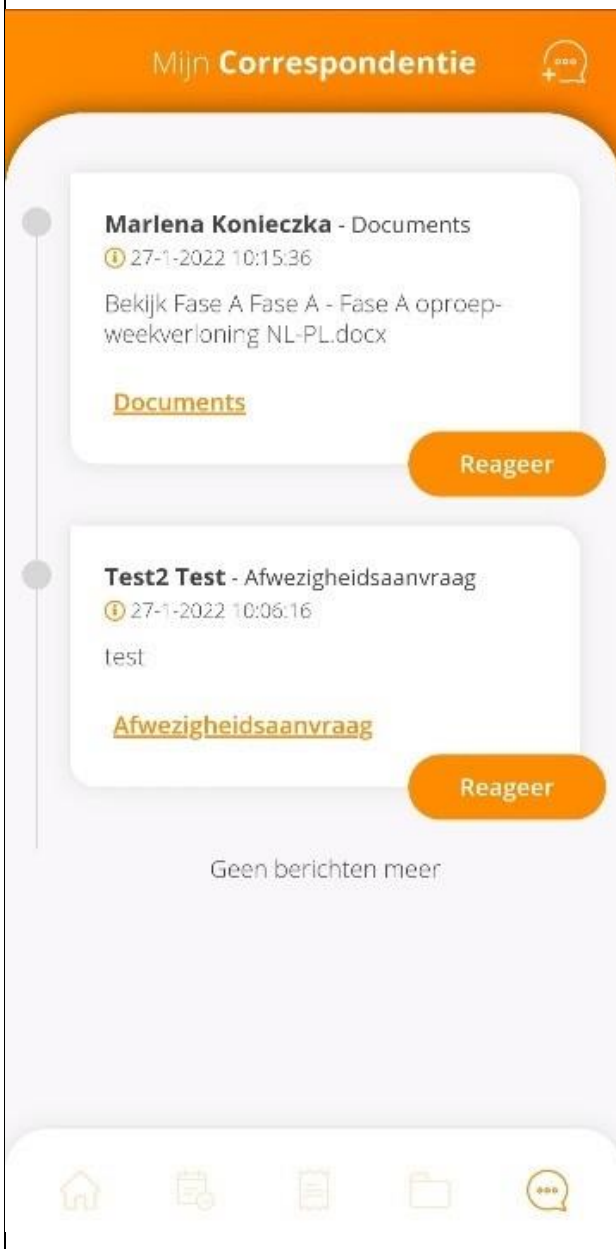 Mijn Correspondentie
Marlena Konieczka - Documents
27-1-2022 10:15:36
Bekijk Fase A Fase A - Fase A oproep-
weekverloning NL-PL.docx
Documents
Reageer
Test2 Test - Afwezigheidsaanvraag
27-1-2022 10:06:16
test
Afwezigheidsaanvraag
Reageer
Geen berichten meer